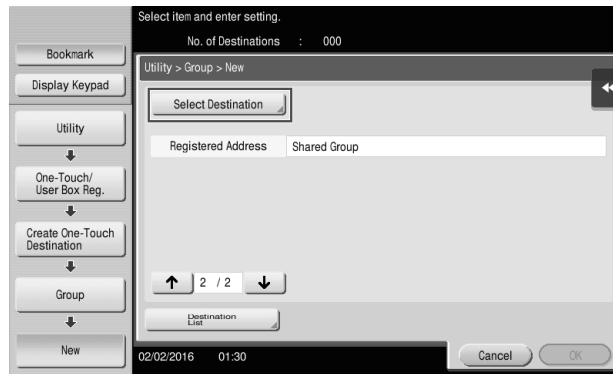 Select item and enter setting.
No. of Destinations : 000
Bookmark
Display Keypad
Utility
One-Touch/
User Box Reg.
Create One-Touch
Destination
Group
New
Utility > Group > New
Select Destination
Registered Address Shared Group
2 / 2
Destination
List
02/02/2016 01:30
Cancel
OK